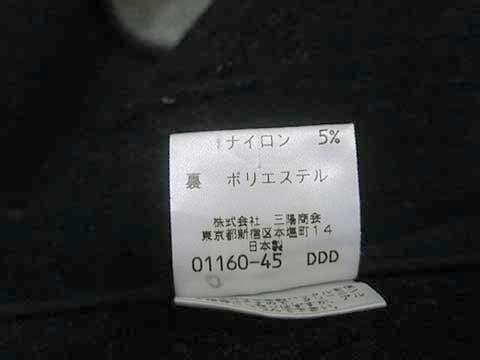 ナイロン 5%
裏 ポリエステル
株式会社 三陽商会
東京都新宿区本塩町14
日本製
01160-45 DDD